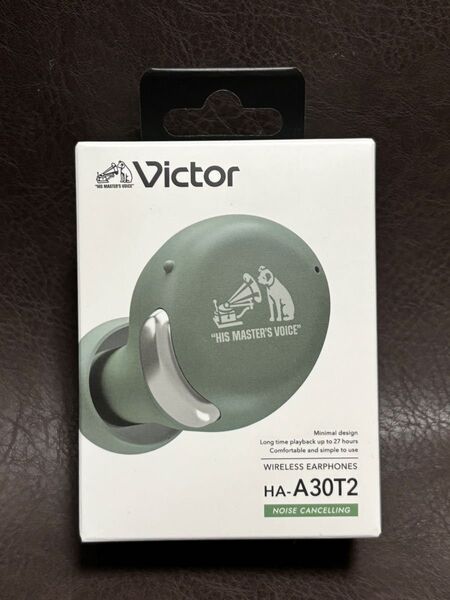 Victor
"HIS MASTER'S VOICE"
"HIS MASTER'S VOICE"
Minimal design
Long time playback up to 27 hours
Comfortable and simple to use
WIRELESS EARPHONES
HA-A30T2
NOISE CANCELLING